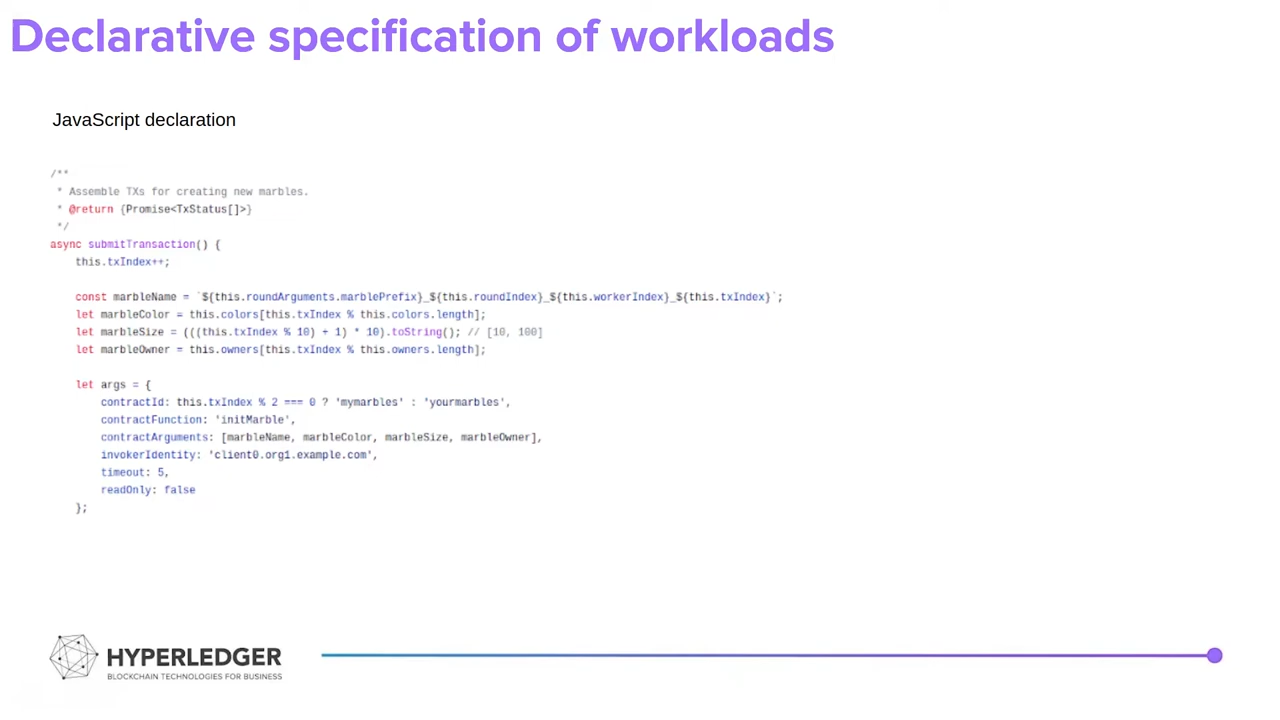 Declarative specification of workloads
JavaScript declaration
/**
 * Assemble TXs for creating new marbles.
 * @return {Promise<TxStatus[]>}
 */
async submitTransaction() {
    this.txIndex++;
    const marbleName = `${this.roundArguments.marblePrefix}_${this.roundIndex}_${this.workerIndex}_${this.txIndex}`;
    let marbleColor = this.colors[this.txIndex % this.colors.length];
    let marbleSize = (((this.txIndex % 10) + 1) * 10).toString(); // [10, 100]
    let marbleOwner = this.owners[this.txIndex % this.owners.length];
    let args = {
        contractId: this.txIndex % 2 === 0 ? 'mymarbles' : 'yourmarbles',
        contractFunction: 'initMarble',
        contractArguments: [marbleName, marbleColor, marbleSize, marbleOwner],
        invokerIdentity: 'client0.org1.example.com',
        timeout: 5,
        readOnly: false
    };
HYPERLEDGER
BLOCKCHAIN TECHNOLOGIES FOR BUSINESS